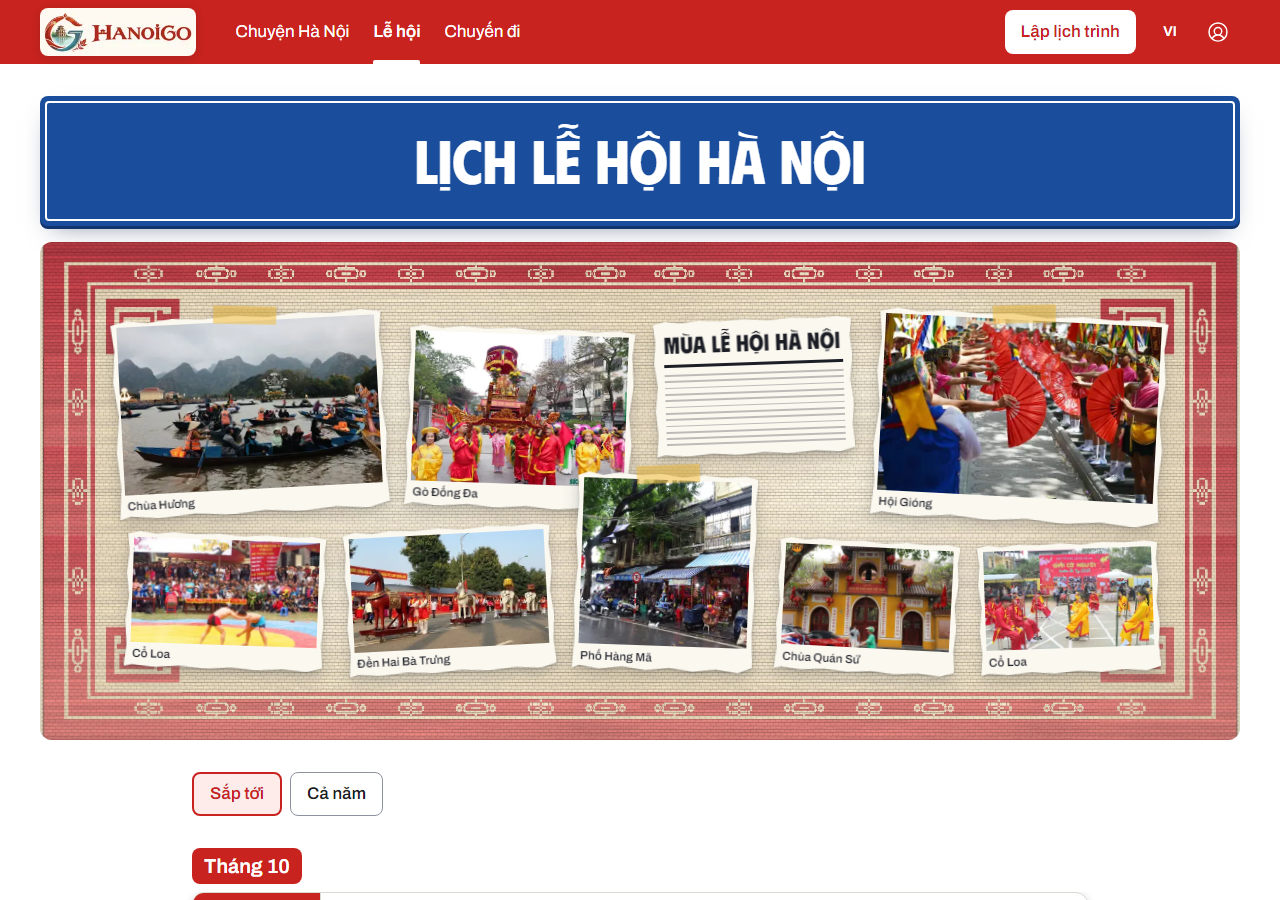 HANOIGO
Chuyện Hà Nội
Lễ hội
Chuyến đi
Lập lịch trình
VI
LỊCH LỄ HỘI HÀ NỘI
MÙA LỄ HỘI HÀ NỘI
Chùa Hương
Gò Đống Đa
Hội Gióng
Cổ Loa
Đền Hai Bà Trưng
Phố Hàng Mã
Chùa Quán Sứ
Cổ Loa
Sắp tới
Cả năm
Tháng 10